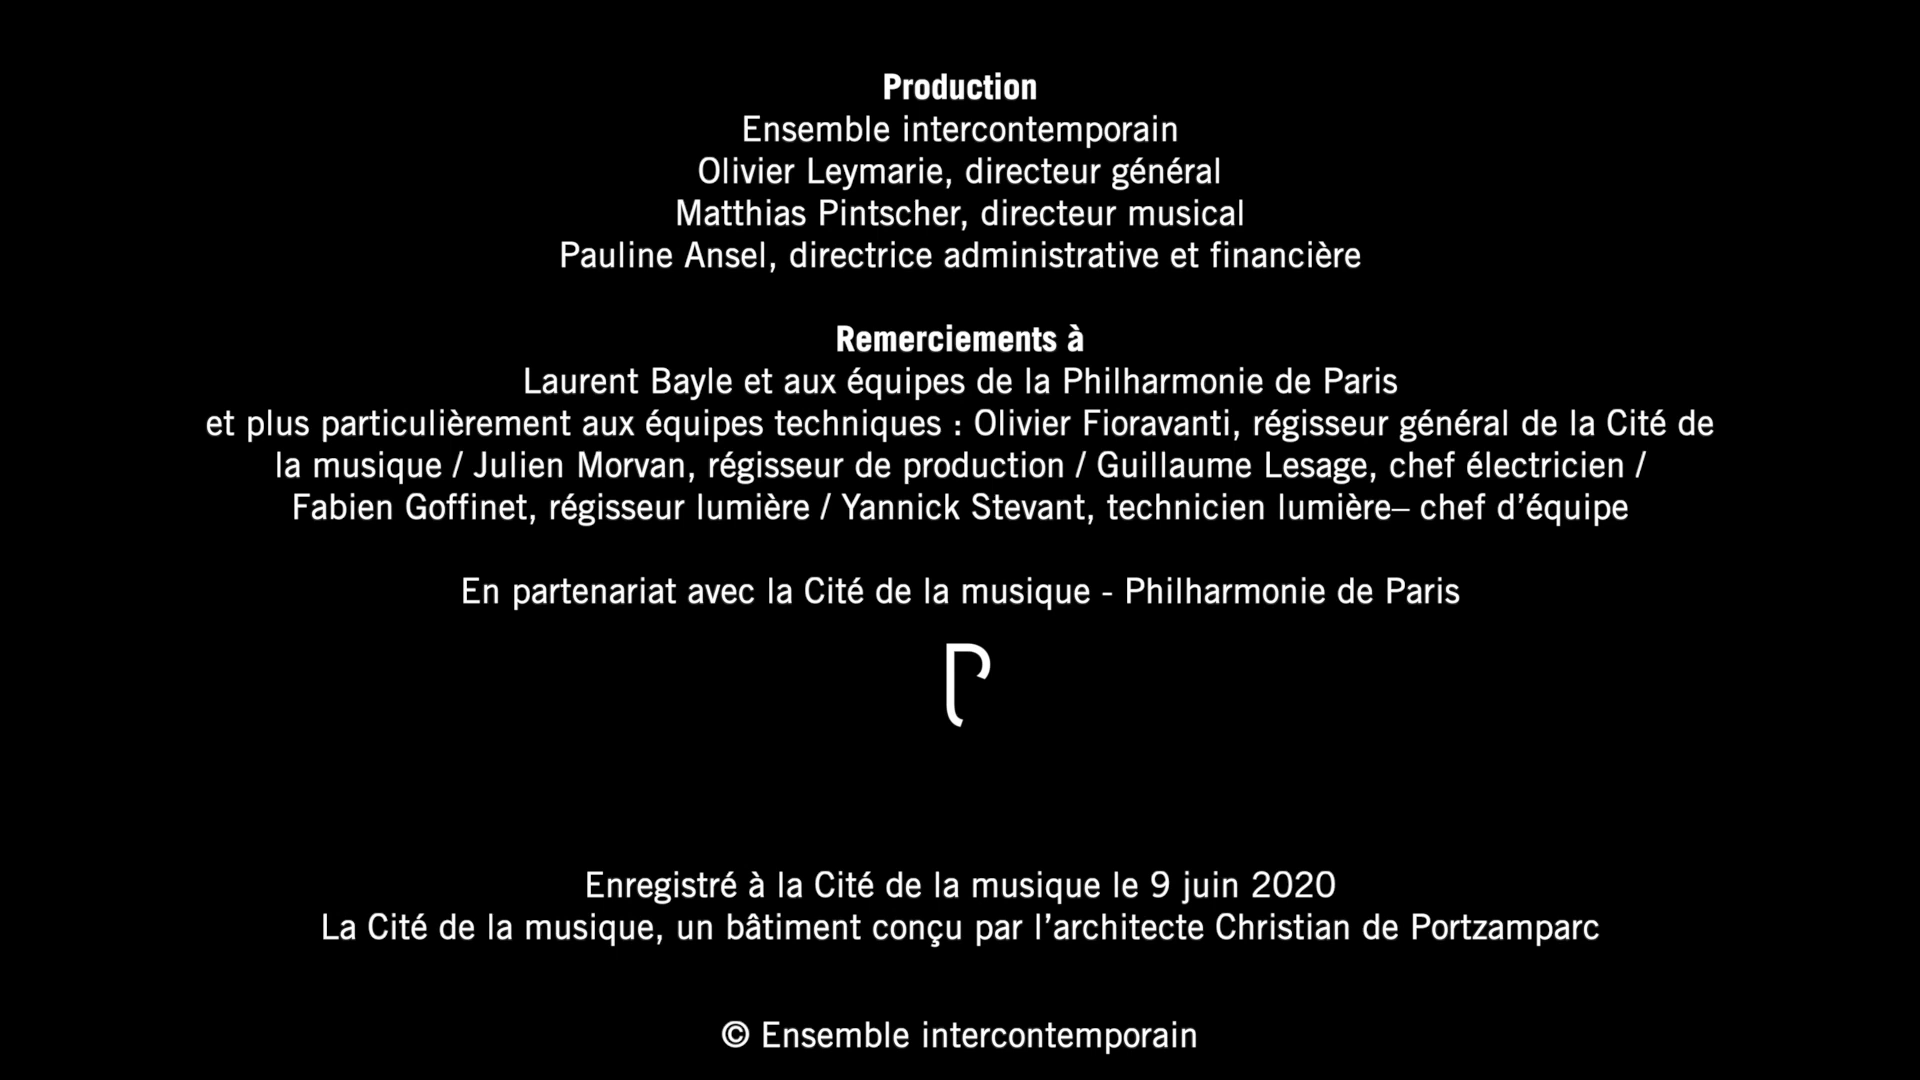 Production
Ensemble intercontemporain
Olivier Leymarie, directeur général
Matthias Pintscher, directeur musical
Pauline Ansel, directrice administrative et financière
Remerciements à
Laurent Bayle et aux équipes de la Philharmonie de Paris
et plus particulièrement aux équipes techniques : Olivier Fioravanti, régisseur général de la Cité de
la musique / Julien Morvan, régisseur de production / Guillaume Lesage, chef électricien /
Fabien Goffinet, régisseur lumière / Yannick Stevant, technicien lumière– chef d’équipe
En partenariat avec la Cité de la musique - Philharmonie de Paris
P
Enregistré à la Cité de la musique le 9 juin 2020
La Cité de la musique, un bâtiment conçu par l’architecte Christian de Portzamparc
© Ensemble intercontemporain